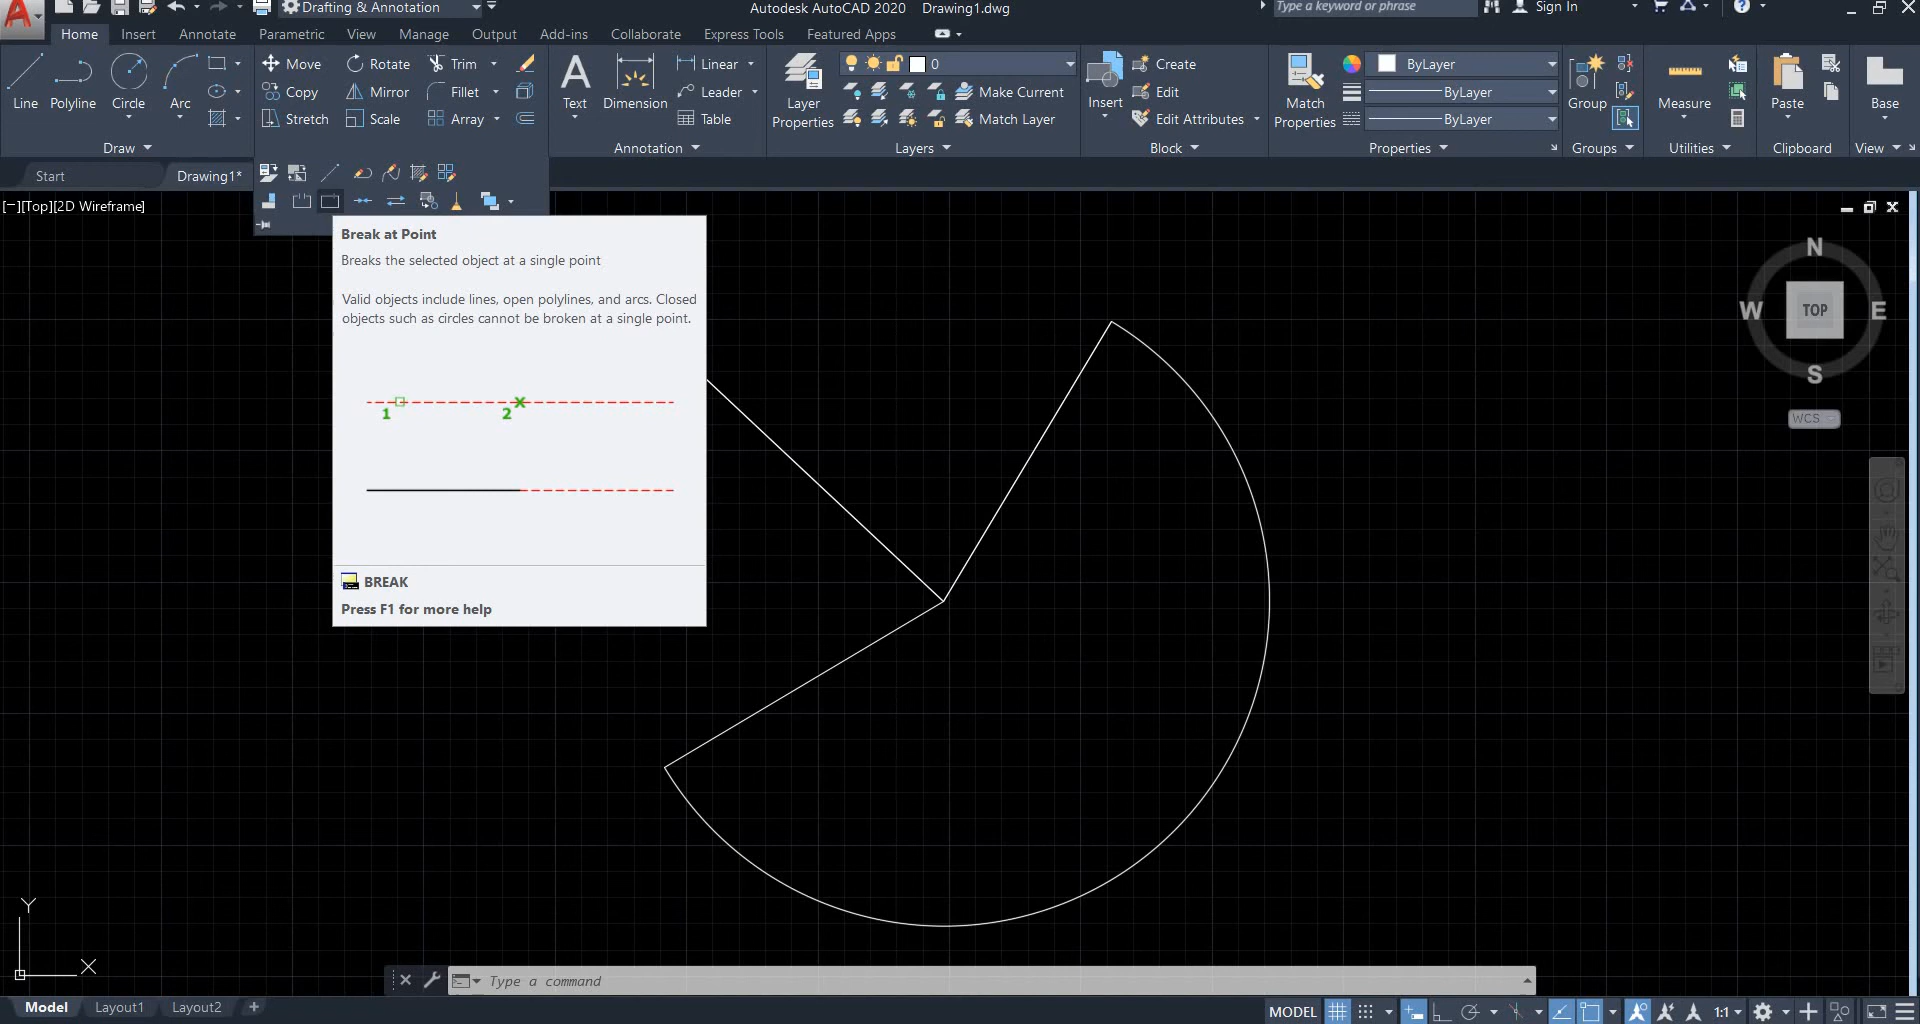 Drafting & Annotation
Autodesk AutoCAD 2020 Drawing1.dwg
Type a keyword or phrase
Sign In
Home Insert Annotate Parametric View Manage Output Add-ins Collaborate Express Tools Featured Apps
Line Polyline Circle Arc
Draw
Move Rotate Trim
Copy Mirror Fillet
Stretch Scale Array
Text Dimension
Linear
Leader
Table
Annotation
Layer Properties
0
Make Current
Match Layer
Layers
Insert
Create
Edit
Edit Attributes
Block
Match Properties
ByLayer
ByLayer
ByLayer
Properties
Group
Groups
Measure
Utilities
Paste
Clipboard
Base
View
Start Drawing1*
[−][Top][2D Wireframe]
Break at Point
Breaks the selected object at a single point
Valid objects include lines, open polylines, and arcs. Closed
objects such as circles cannot be broken at a single point.
1 2
BREAK
Press F1 for more help
N
W TOP E
S
WCS
Y
X
Type a command
Model Layout1 Layout2 +
MODEL 1:1